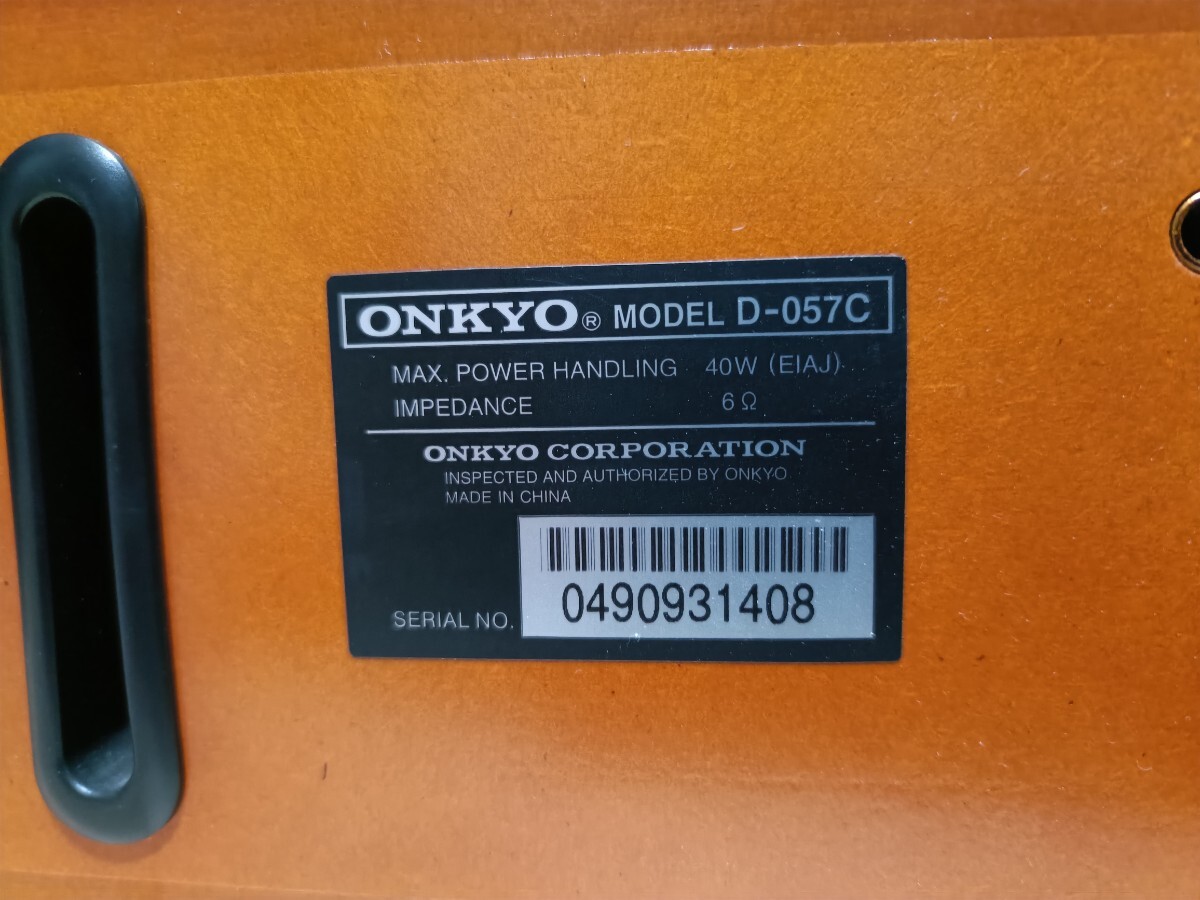 ONKYO® MODEL D-057C
MAX. POWER HANDLING 40W (EIAJ)
IMPEDANCE 6Ω
ONKYO CORPORATION
INSPECTED AND AUTHORIZED BY ONKYO
MADE IN CHINA
SERIAL NO. 0490931408